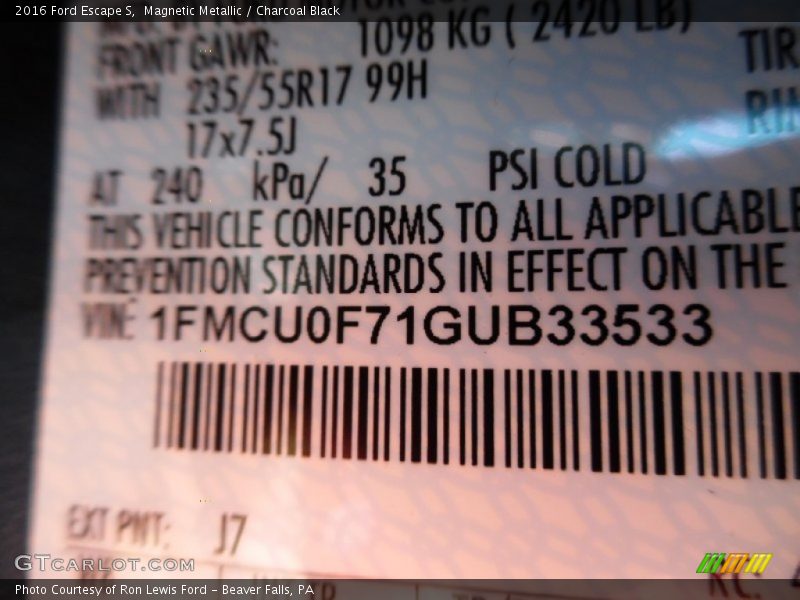 2016 Ford Escape S,  Magnetic Metallic / Charcoal Black
FRONT GAWR: 1098 KG ( 2420 LB)
WITH 235/55R17 99H
17x7.5J
AT 240 kPa/ 35 PSI COLD
THIS VEHICLE CONFORMS TO ALL APPLICABLE
PREVENTION STANDARDS IN EFFECT ON THE
VIN: 1FMCU0F71GUB33533
EXT PNT: J7
RC:
GTCARLOT.COM
Photo Courtesy of Ron Lewis Ford - Beaver Falls, PA